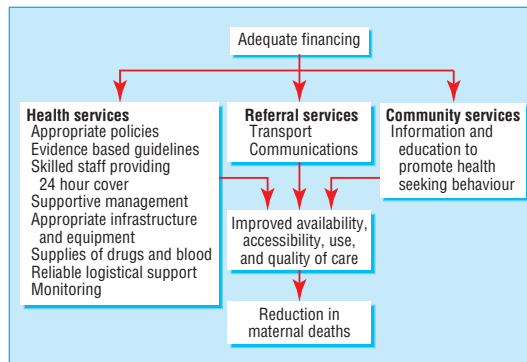 Adequate financing
Health services
Appropriate policies
Evidence based guidelines
Skilled staff providing
24 hour cover
Supportive management
Appropriate infrastructure
and equipment
Supplies of drugs and blood
Reliable logistical support
Monitoring
Referral services
Transport
Communications
Community services
Information and
education to
promote health
seeking behaviour
Improved availability,
accessibility, use,
and quality of care
Reduction in
maternal deaths